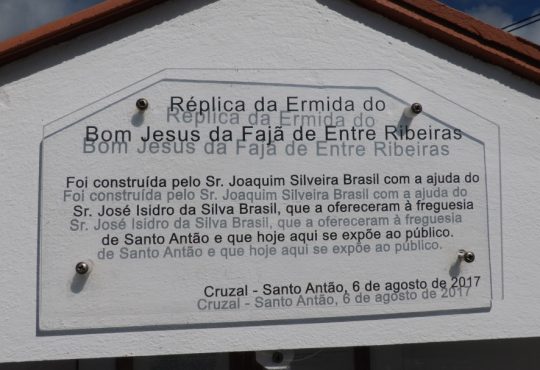 Réplica da Ermida do
Bom Jesus da Fajã de Entre Ribeiras
Foi construída pelo Sr. Joaquim Silveira Brasil com a ajuda do
Sr. José Isidro da Silva Brasil, que a ofereceram à freguesia
de Santo Antão e que hoje aqui se expõe ao público.
Cruzal - Santo Antão, 6 de agosto de 2017